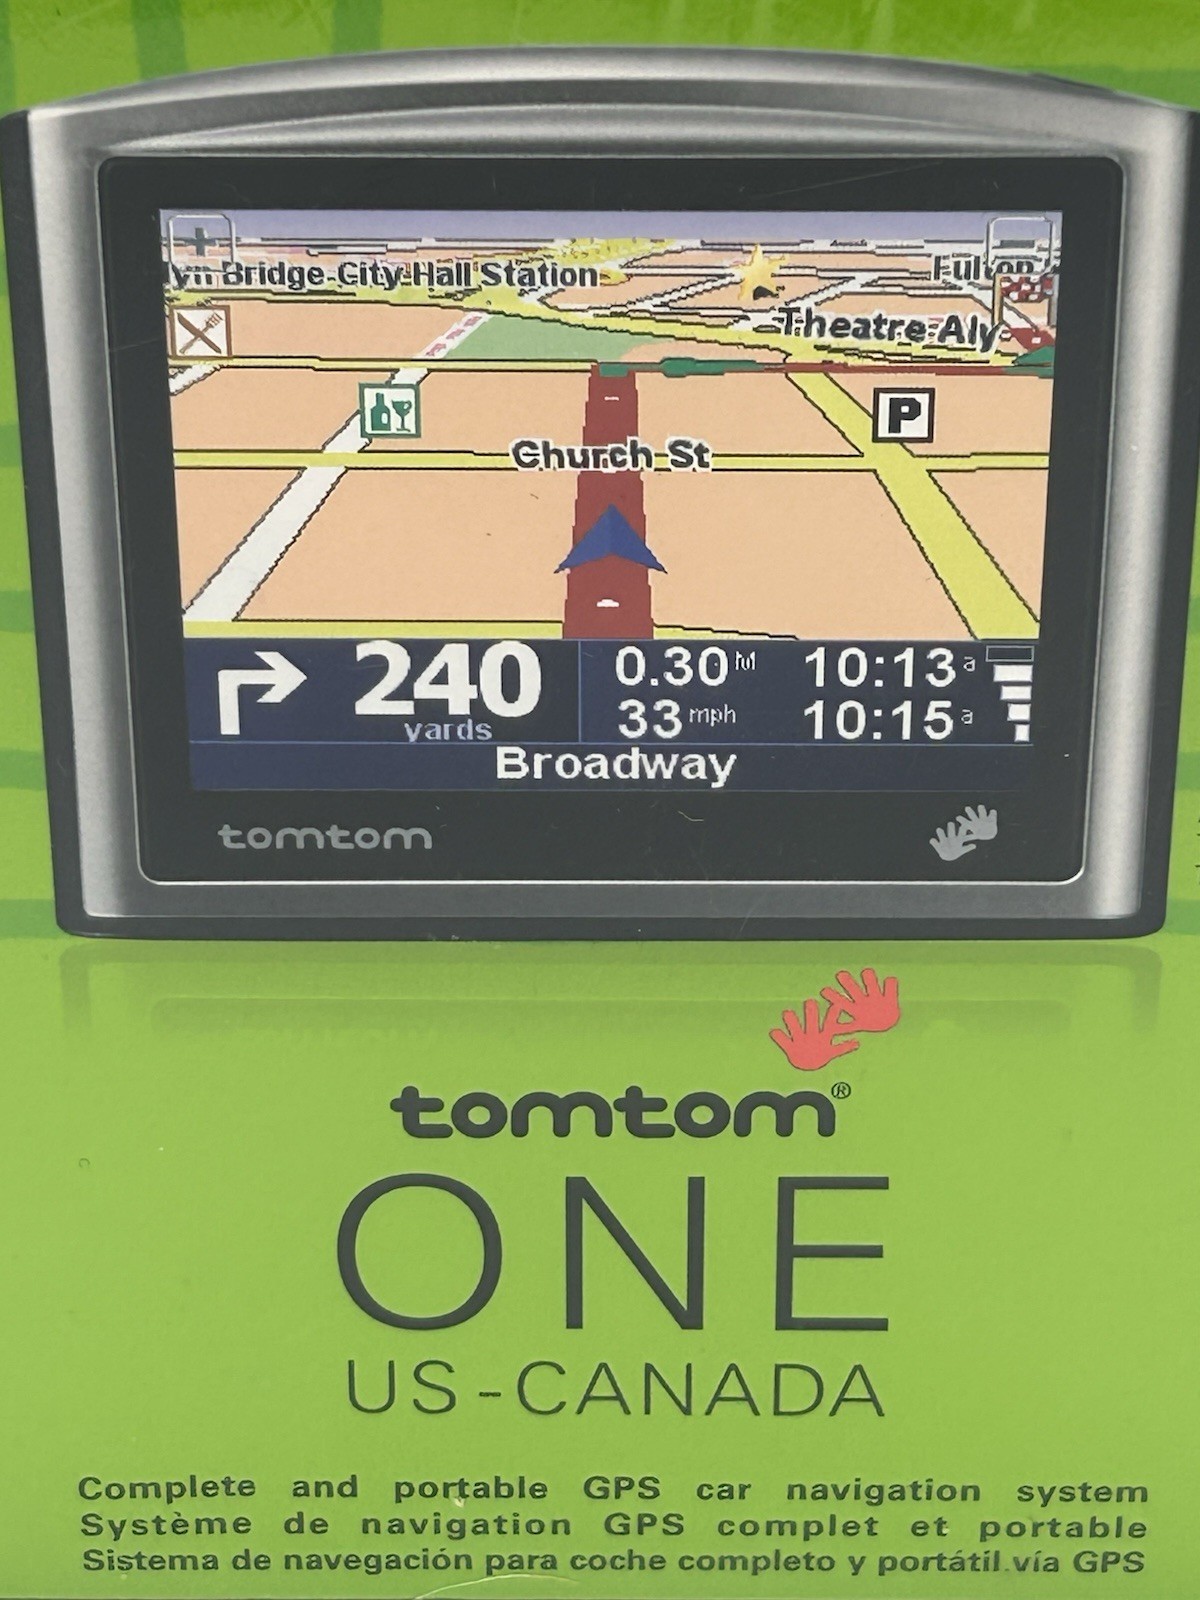 yn Bridge-City Hall Station
Fulton
Theatre Aly
P
Church St
240
yards
0.30 M
10:13 a
33 mph
10:15 a
Broadway
tomtom
tomtom®
ONE
US-CANADA
Complete and portable GPS car navigation system
Système de navigation GPS complet et portable
Sistema de navegación para coche completo y portátil vía GPS